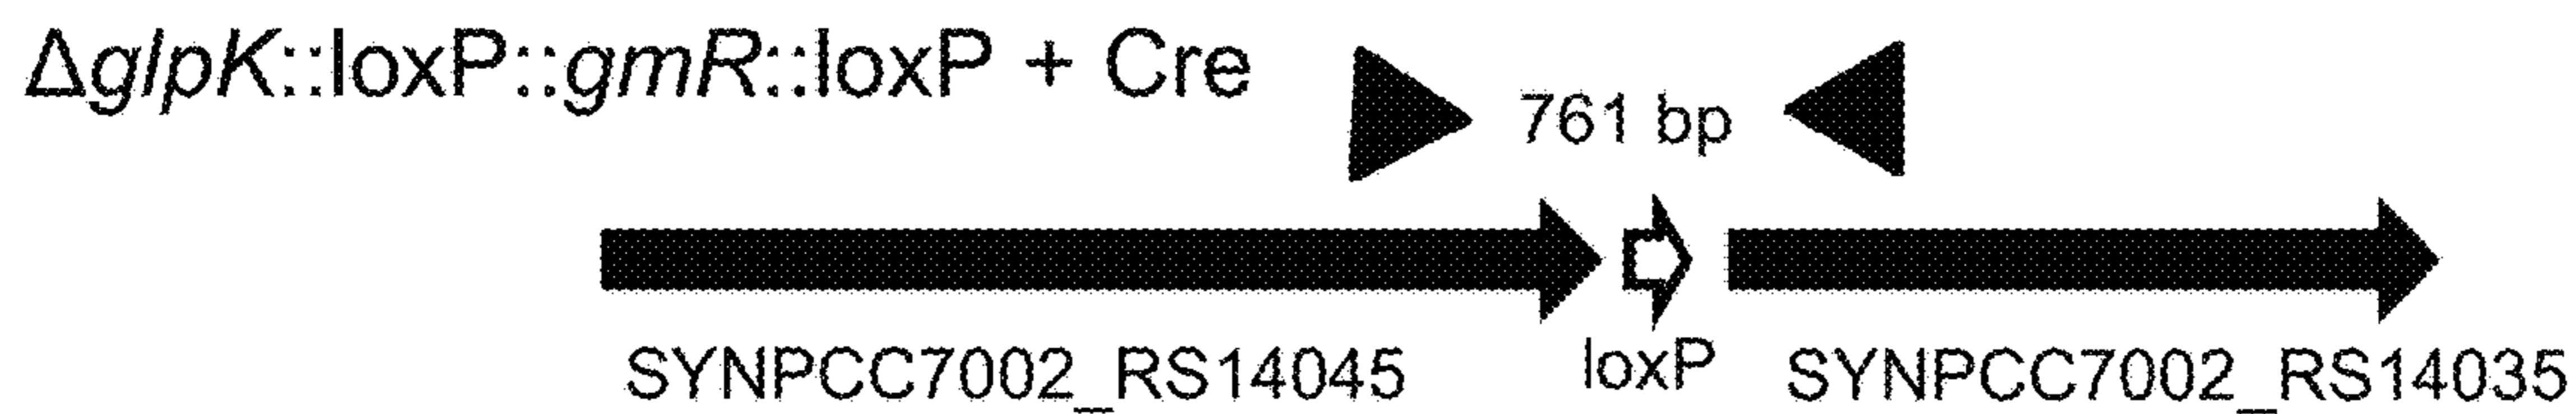 ΔglpK::loxP::gmR::loxP + Cre
761 bp
SYNPCC7002_RS14045
loxP
SYNPCC7002_RS14035